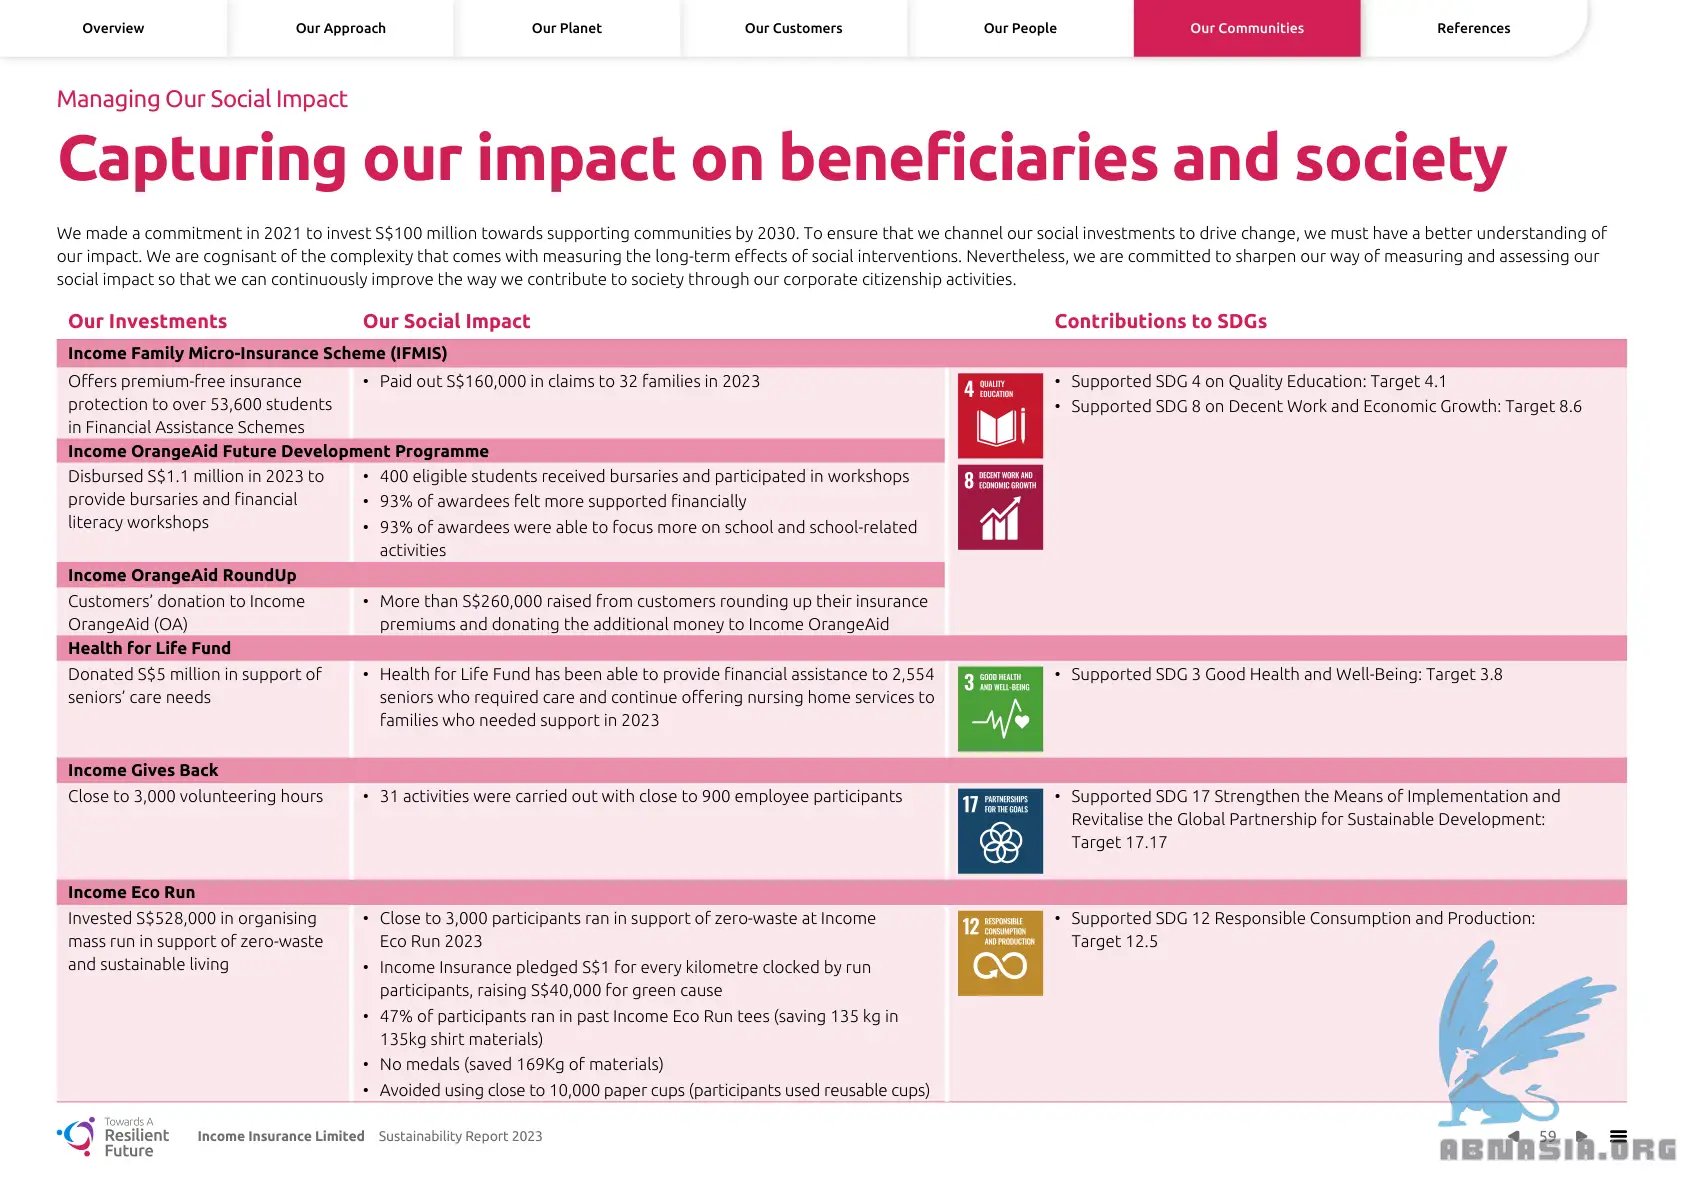 Overview
Our Approach
Our Planet
Our Customers
Our People
Our Communities
References
Managing Our Social Impact
Capturing our impact on beneficiaries and society
We made a commitment in 2021 to invest S$100 million towards supporting communities by 2030. To ensure that we channel our social investments to drive change, we must have a better understanding of
our impact. We are cognisant of the complexity that comes with measuring the long-term effects of social interventions. Nevertheless, we are committed to sharpen our way of measuring and assessing our
social impact so that we can continuously improve the way we contribute to society through our corporate citizenship activities.
Our Investments
Our Social Impact
Contributions to SDGs
Income Family Micro-Insurance Scheme (IFMIS)
Offers premium-free insurance
protection to over 53,600 students
in Financial Assistance Schemes
• Paid out S$160,000 in claims to 32 families in 2023
4 QUALITY
EDUCATION
• Supported SDG 4 on Quality Education: Target 4.1
• Supported SDG 8 on Decent Work and Economic Growth: Target 8.6
Income OrangeAid Future Development Programme
Disbursed S$1.1 million in 2023 to
provide bursaries and financial
literacy workshops
• 400 eligible students received bursaries and participated in workshops
• 93% of awardees felt more supported financially
• 93% of awardees were able to focus more on school and school-related
activities
8 DECENT WORK AND
ECONOMIC GROWTH
Income OrangeAid RoundUp
Customers’ donation to Income
OrangeAid (OA)
• More than S$260,000 raised from customers rounding up their insurance
premiums and donating the additional money to Income OrangeAid
Health for Life Fund
Donated S$5 million in support of
seniors’ care needs
• Health for Life Fund has been able to provide financial assistance to 2,554
seniors who required care and continue offering nursing home services to
families who needed support in 2023
3 GOOD HEALTH
AND WELL-BEING
• Supported SDG 3 Good Health and Well-Being: Target 3.8
Income Gives Back
Close to 3,000 volunteering hours
• 31 activities were carried out with close to 900 employee participants
17 PARTNERSHIPS
FOR THE GOALS
• Supported SDG 17 Strengthen the Means of Implementation and
Revitalise the Global Partnership for Sustainable Development:
Target 17.17
Income Eco Run
Invested S$528,000 in organising
mass run in support of zero-waste
and sustainable living
• Close to 3,000 participants ran in support of zero-waste at Income
Eco Run 2023
• Income Insurance pledged S$1 for every kilometre clocked by run
participants, raising S$40,000 for green cause
• 47% of participants ran in past Income Eco Run tees (saving 135 kg in
135kg shirt materials)
• No medals (saved 169Kg of materials)
• Avoided using close to 10,000 paper cups (participants used reusable cups)
12 RESPONSIBLE
CONSUMPTION
AND PRODUCTION
• Supported SDG 12 Responsible Consumption and Production:
Target 12.5
Towards A
Resilient
Future
Income Insurance Limited Sustainability Report 2023
59
ABNASIA.ORG